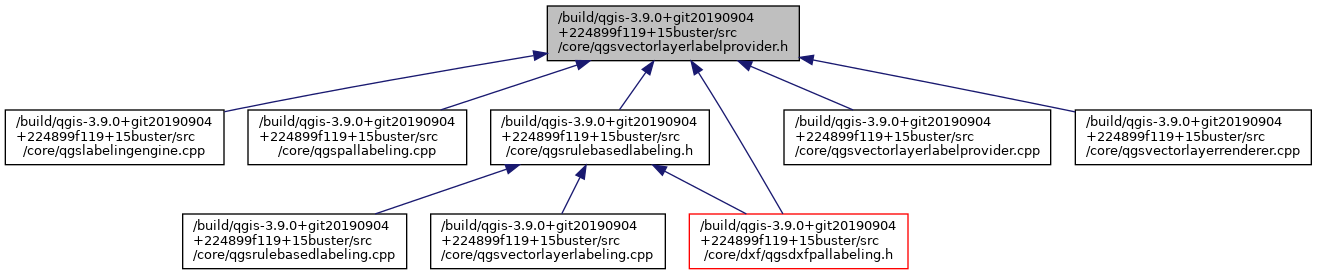 /build/qgis-3.9.0+git20190904
+224899f119+15buster/src
/core/qgsvectorlayerlabelprovider.h
/build/qgis-3.9.0+git20190904
+224899f119+15buster/src
/core/qgslabelingengine.cpp
/build/qgis-3.9.0+git20190904
+224899f119+15buster/src
/core/qgspallabeling.cpp
/build/qgis-3.9.0+git20190904
+224899f119+15buster/src
/core/qgsrulebasedlabeling.h
/build/qgis-3.9.0+git20190904
+224899f119+15buster/src
/core/qgsvectorlayerlabelprovider.cpp
/build/qgis-3.9.0+git20190904
+224899f119+15buster/src
/core/qgsvectorlayerrenderer.cpp
/build/qgis-3.9.0+git20190904
+224899f119+15buster/src
/core/qgsrulebasedlabeling.cpp
/build/qgis-3.9.0+git20190904
+224899f119+15buster/src
/core/qgsvectorlayerlabeling.cpp
/build/qgis-3.9.0+git20190904
+224899f119+15buster/src
/core/dxf/qgsdxfpallabeling.h